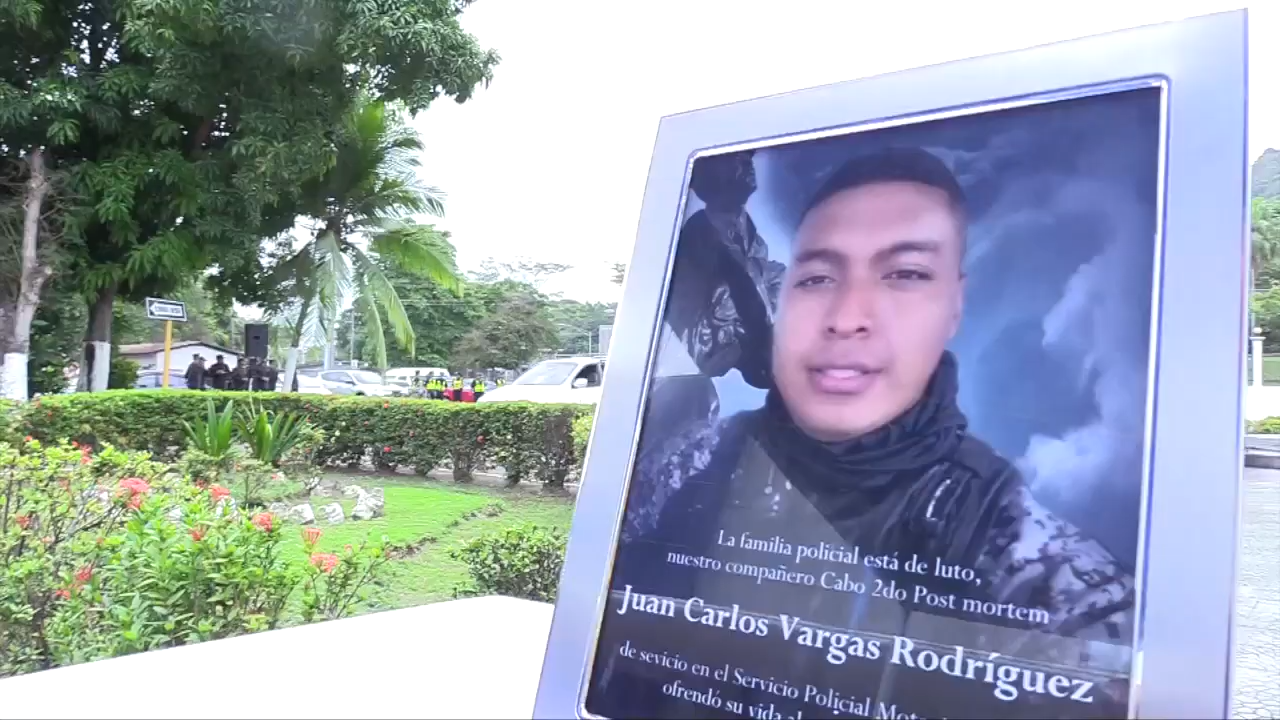 La familia policial está de luto,
nuestro compañero Cabo 2do Post mortem
Juan Carlos Vargas Rodríguez
de sevicio en el Servicio Policial
ofrendó su vida